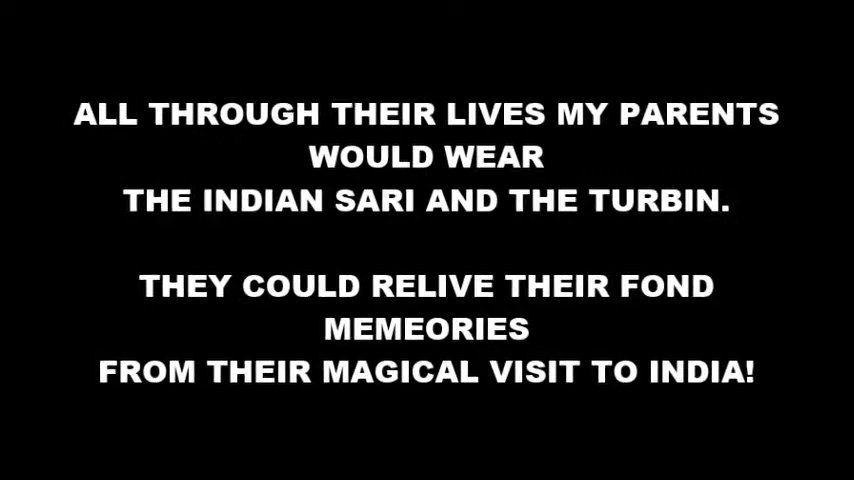 ALL THROUGH THEIR LIVES MY PARENTS
WOULD WEAR
THE INDIAN SARI AND THE TURBIN.
THEY COULD RELIVE THEIR FOND
MEMEORIES
FROM THEIR MAGICAL VISIT TO INDIA!